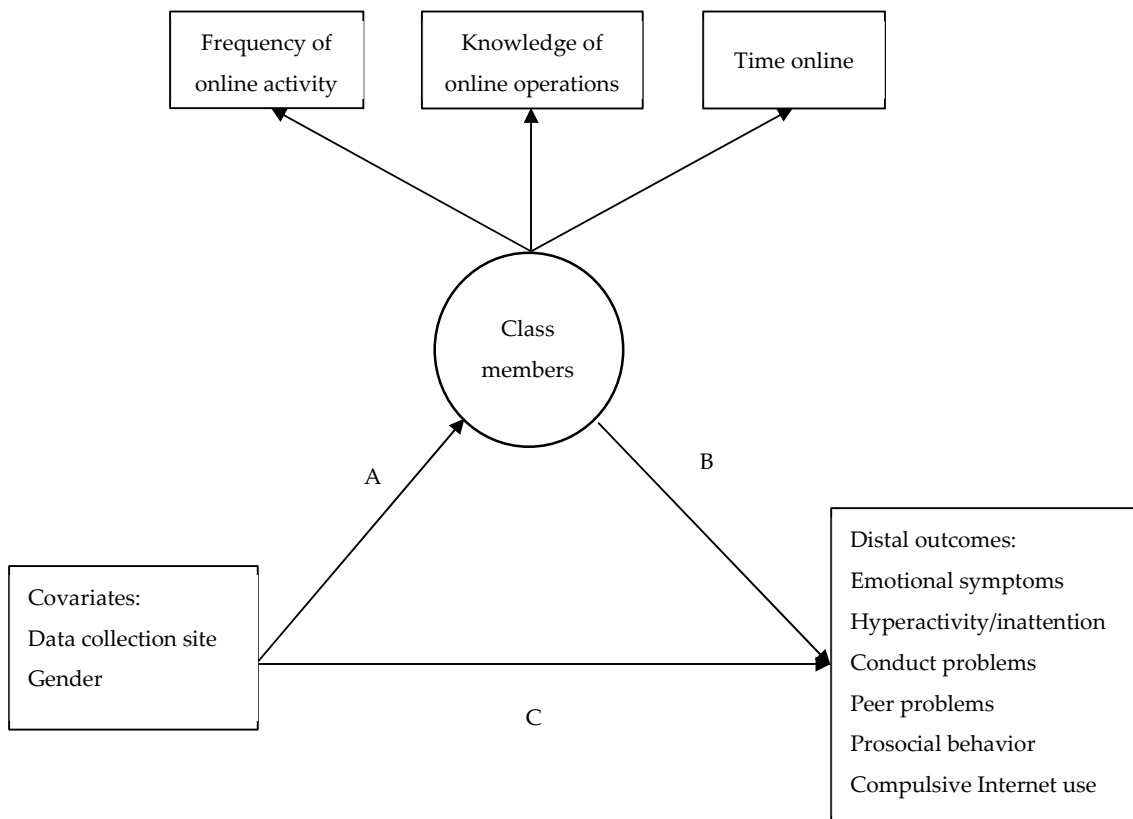 Frequency of
online activity
Knowledge of
online operations
Time online
Class
members
A
B
Covariates:
Data collection site
Gender
C
Distal outcomes:
Emotional symptoms
Hyperactivity/inattention
Conduct problems
Peer problems
Prosocial behavior
Compulsive Internet use